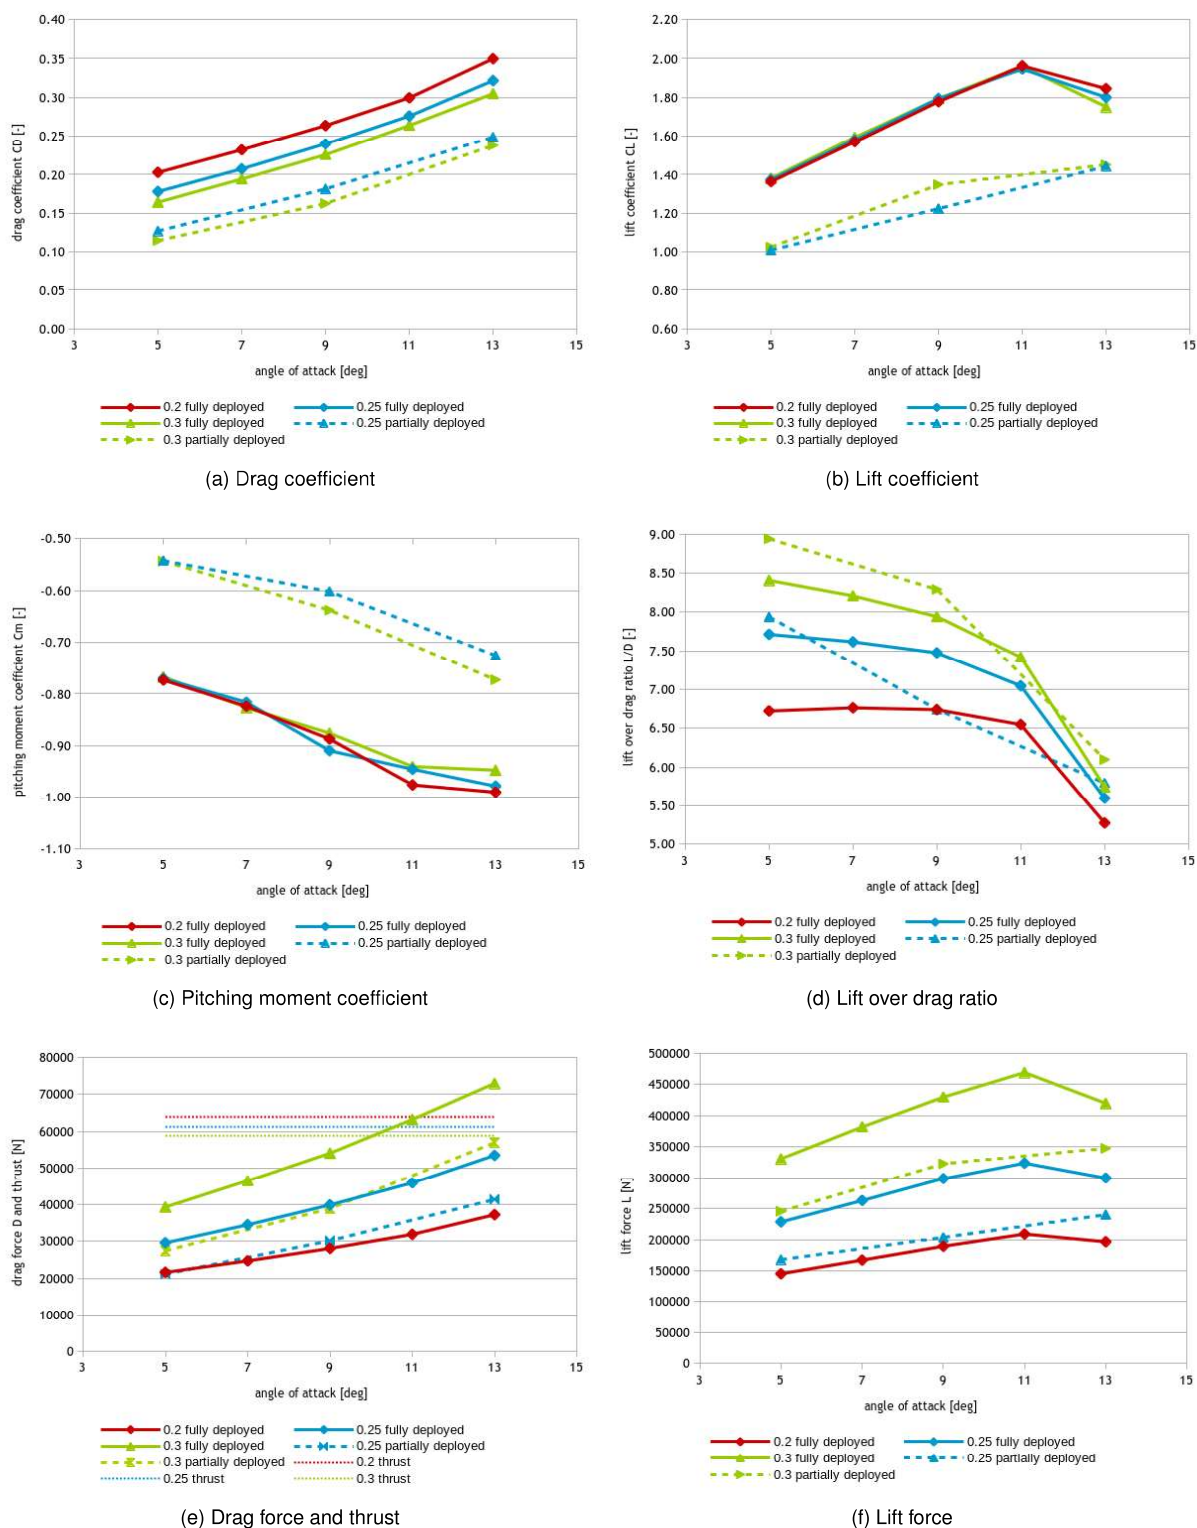 0.40
0.35
0.30
0.25
0.20
0.15
0.10
0.05
0.00
drag coefficient CD [-]
3 5 7 9 11 13 15
angle of attack [deg]
0.2 fully deployed 0.25 fully deployed
0.3 fully deployed 0.25 partially deployed
0.3 partially deployed
(a) Drag coefficient
2.20
2.00
1.80
1.60
1.40
1.20
1.00
0.80
0.60
lift coefficient CL [-]
3 5 7 9 11 13 15
angle of attack [deg]
0.2 fully deployed 0.25 fully deployed
0.3 fully deployed 0.25 partially deployed
0.3 partially deployed
(b) Lift coefficient
-0.50
-0.60
-0.70
-0.80
-0.90
-1.00
-1.10
pitching moment coefficient Cm [-]
3 5 7 9 11 13 15
angle of attack [deg]
0.2 fully deployed 0.25 fully deployed
0.3 fully deployed 0.25 partially deployed
0.3 partially deployed
(c) Pitching moment coefficient
9.00
8.50
8.00
7.50
7.00
6.50
6.00
5.50
5.00
lift over drag ratio L/D [-]
3 5 7 9 11 13 15
angle of attack [deg]
0.2 fully deployed 0.25 fully deployed
0.3 fully deployed 0.25 partially deployed
0.3 partially deployed
(d) Lift over drag ratio
80000
70000
60000
50000
40000
30000
20000
10000
0
drag force D and thrust [N]
3 5 7 9 11 13 15
angle of attack [deg]
0.2 fully deployed 0.25 fully deployed
0.3 fully deployed 0.25 partially deployed
0.3 partially deployed 0.2 thrust
0.25 thrust 0.3 thrust
(e) Drag force and thrust
500000
450000
400000
350000
300000
250000
200000
150000
100000
50000
0
lift force L [N]
3 5 7 9 11 13 15
angle of attack [deg]
0.2 fully deployed 0.25 fully deployed
0.3 fully deployed 0.25 partially deployed
0.3 partially deployed
(f) Lift force